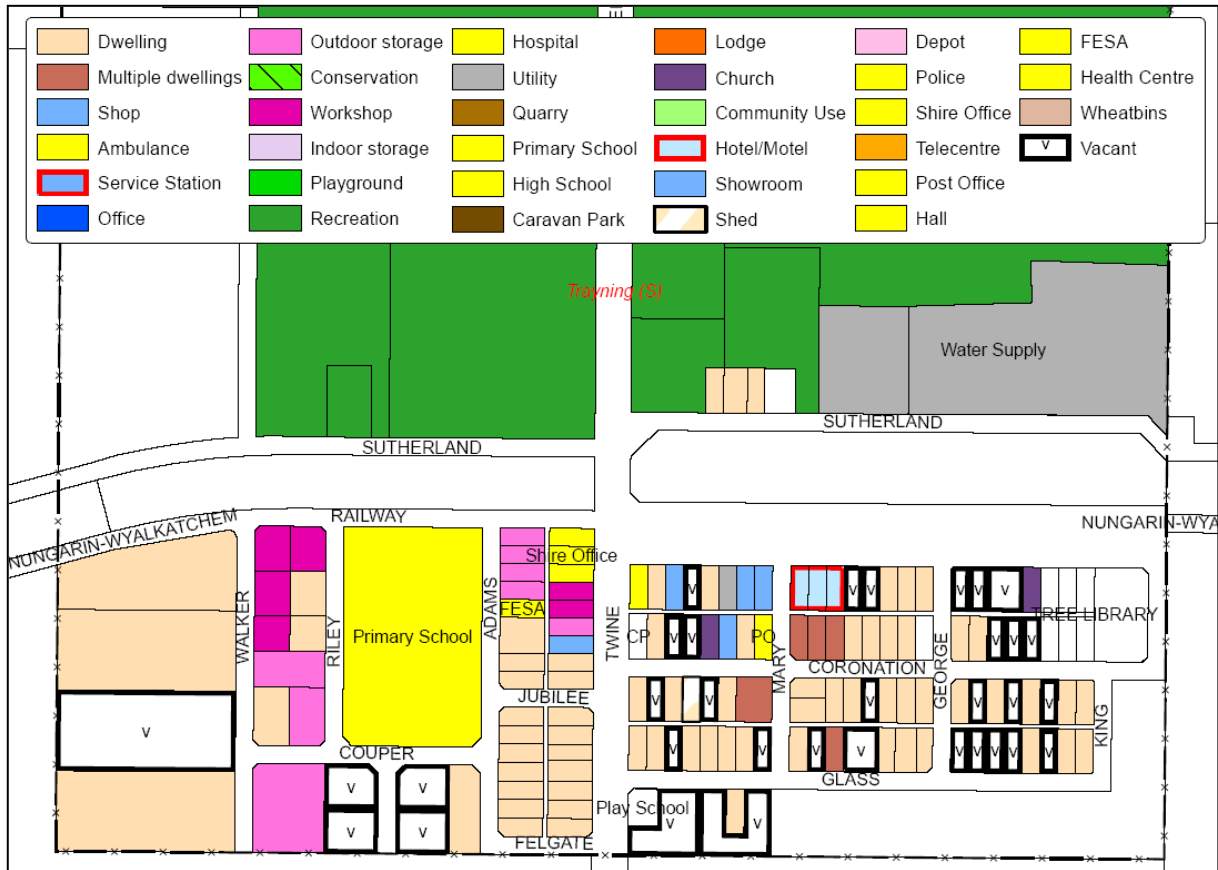 Dwelling
Multiple dwellings
Shop
Ambulance
Service Station
Office
Outdoor storage
Conservation
Workshop
Indoor storage
Playground
Recreation
Hospital
Utility
Quarry
Primary School
High School
Caravan Park
Lodge
Church
Community Use
Hotel/Motel
Showroom
Shed
Depot
Police
Shire Office
Telecentre
Post Office
Hall
FESA
Health Centre
Wheatbins
V Vacant
Trayning (S)
Water Supply
SUTHERLAND
SUTHERLAND
RAILWAY
NUNGARIN-WYALKATCHEM
NUNGARIN-WYA
Shire Office
FESA
ADAMS
WALKER
RILEY
Primary School
TWINE
CP
V
V
V
V
V
V
V
V
PO
MARY
CORONATION
GEORGE
TREE LIBRARY
V
V
V
JUBILEE
V
V
V
V
V
V
KING
COUPER
V
V
V
V
V
V
V
V
V
V
GLASS
V
V
V
Play School
V
V
V
V
FELGATE